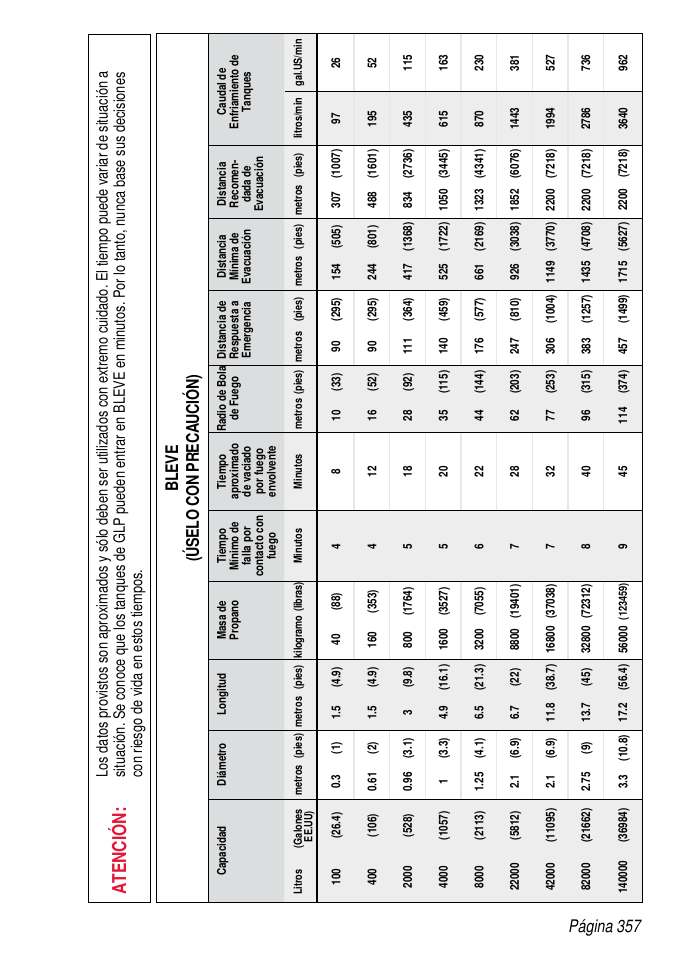 ATENCIÓN: Los datos provistos son aproximados y sólo deben ser utilizados con extremo cuidado. El tiempo puede variar de situación a
situación. Se conoce que los tanques de GLP pueden entrar en BLEVE en minutos. Por lo tanto, nunca base sus decisiones
con riesgo de vida en estos tiempos.
BLEVE
(ÚSELO CON PRECAUCIÓN)
Capacidad Diámetro Longitud Masa de Propano Tiempo Mínimo de falla por contacto con fuego Tiempo aproximado de vaciado por fuego envolvente Radio de Bola de Fuego Distancia de Respuesta a Emergencia Distancia Mínima de Evacuación Distancia Recomen-dada de Evacuación Caudal de Enfriamiento de Tanques
Litros (Galones EE.UU) metros (pies) metros (pies) kilogramo (libras) Minutos Minutos metros (pies) metros (pies) metros (pies) metros (pies) litros/min gal.US/min
100 (26.4) 0.3 (1) 1.5 (4.9) 40 (88) 4 8 10 (33) 90 (295) 154 (505) 307 (1007) 97 26
400 (106) 0.61 (2) 1.5 (4.9) 160 (353) 4 12 16 (52) 90 (295) 244 (801) 488 (1601) 195 52
2000 (528) 0.96 (3.1) 3 (9.8) 800 (1764) 5 18 28 (92) 111 (364) 417 (1368) 834 (2736) 435 115
4000 (1057) 1 (3.3) 4.9 (16.1) 1600 (3527) 5 20 35 (115) 140 (459) 525 (1722) 1050 (3445) 615 163
8000 (2113) 1.25 (4.1) 6.5 (21.3) 3200 (7055) 6 22 44 (144) 176 (577) 661 (2169) 1323 (4341) 870 230
22000 (5812) 2.1 (6.9) 6.7 (22) 8800 (19401) 7 28 62 (203) 247 (810) 926 (3038) 1852 (6076) 1443 381
42000 (11095) 2.1 (6.9) 11.8 (38.7) 16800 (37038) 7 32 77 (253) 306 (1004) 1149 (3770) 2200 (7218) 1994 527
82000 (21662) 2.75 (9) 13.7 (45) 32800 (72312) 8 40 96 (315) 383 (1257) 1435 (4708) 2200 (7218) 2786 736
140000 (36984) 3.3 (10.8) 17.2 (56.4) 56000 (123459) 9 45 114 (374) 457 (1499) 1715 (5627) 2200 (7218) 3640 962
Página 357